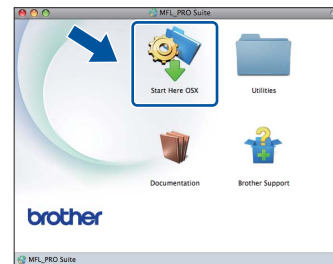 MFL_PRO Suite
Start Here OSX
Utilities
Documentation
Brother Support
brother
MFL_PRO Suite